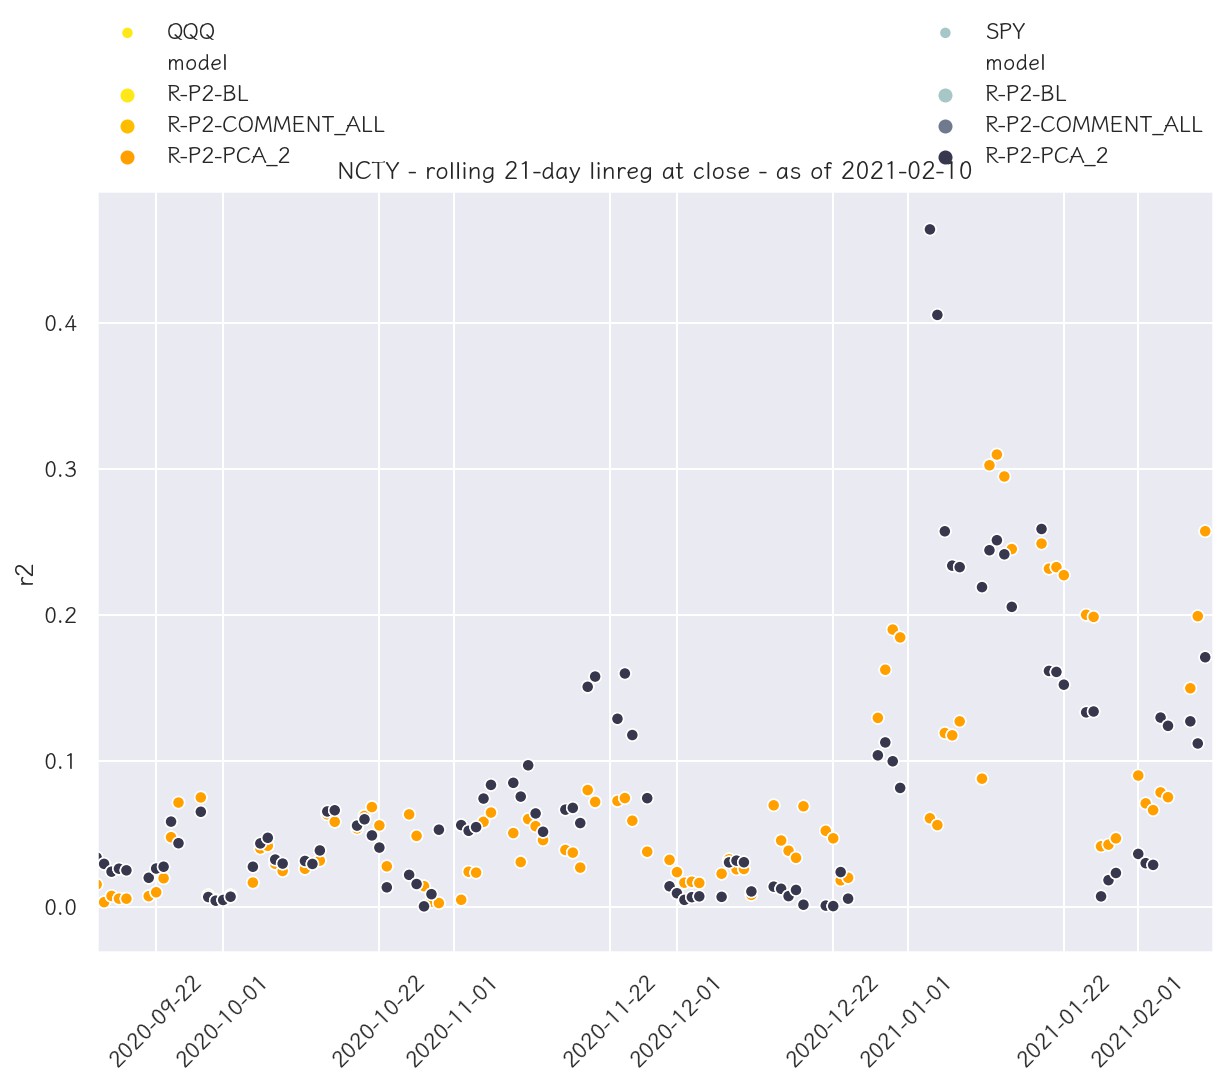 QQQ
model
R-P2-BL
R-P2-COMMENT_ALL
R-P2-PCA_2
SPY
model
R-P2-BL
R-P2-COMMENT_ALL
R-P2-PCA_2
NCTY - rolling 21-day linreg at close - as of 2021-02-10
r2
0.4
0.3
0.2
0.1
0.0
2020-09-22
2020-10-01
2020-10-22
2020-11-01
2020-11-22
2020-12-01
2020-12-22
2021-01-01
2021-01-22
2021-02-01